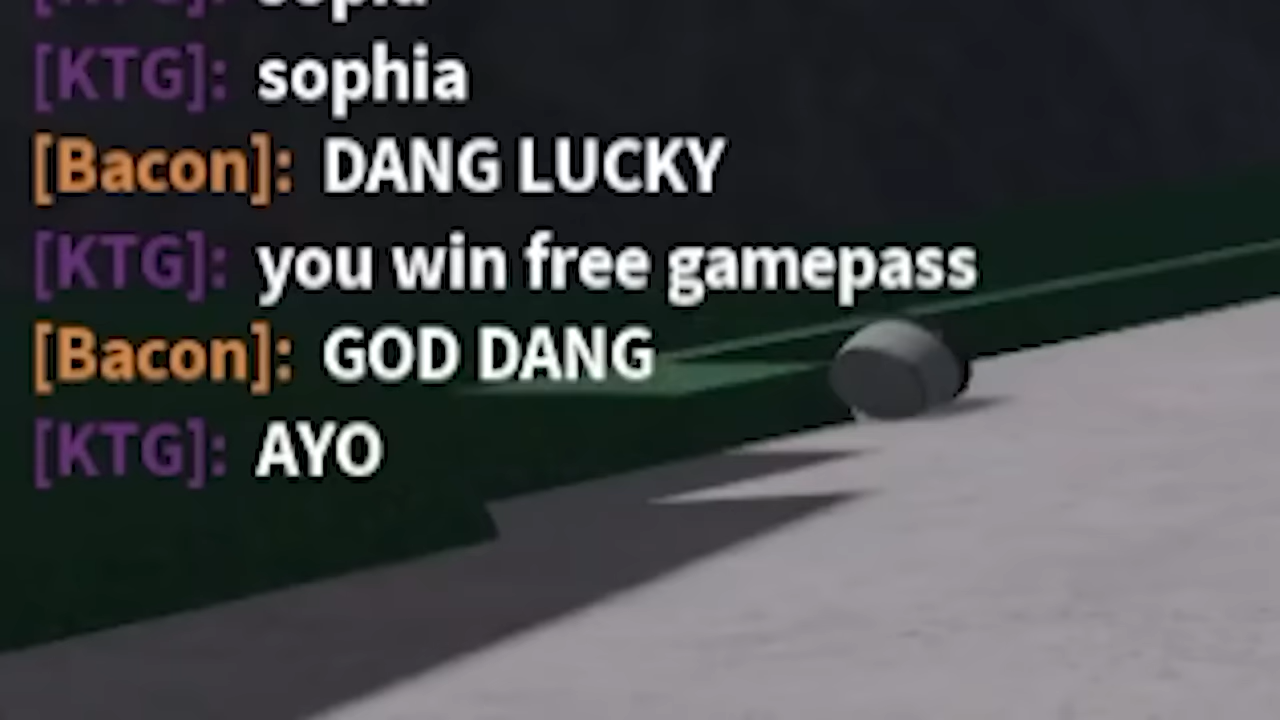 [KTG]: sophia
[Bacon]: DANG LUCKY
[KTG]: you win free gamepass
[Bacon]: GOD DANG
[KTG]: AYO